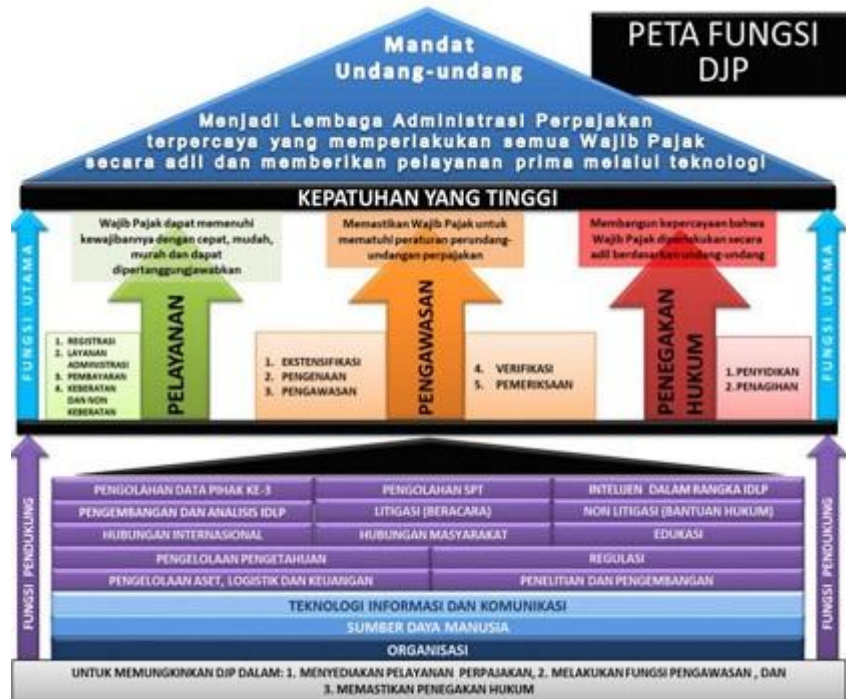 PETA FUNGSI
DJP
Mandat
Undang-undang
Menjadi Lembaga Administrasi Perpajakan
terpercaya yang memperlakukan semua Wajib Pajak
secara adil dan memberikan pelayanan prima melalui teknologi
KEPATUHAN YANG TINGGI
FUNGSI UTAMA
Wajib Pajak dapat memenuhi
kewajibannya dengan cepat, mudah,
murah dan dapat
dipertanggungjawabkan
Memastikan Wajib Pajak untuk
mematuhi peraturan perundang-
undangan perpajakan
Membangun kepercayaan bahwa
Wajib Pajak diperlakukan secara
adil berdasarkan undang-undang
FUNGSI UTAMA
1. REGISTRASI
2. LAYANAN
ADMINISTRASI
3. PEMBAYARAN
4. KEBERATAN
DAN NON
KEBERATAN
PELAYANAN
1. EKSTENSIFIKASI
2. PENGENAAN
3. PENGAWASAN
PENGAWASAN
4. VERIFIKASI
5. PEMERIKSAAN
PENEGAKAN
HUKUM
1. PENYIDIKAN
2. PENAGIHAN
FUNGSI PENDUKUNG
PENGOLAHAN DATA PIHAK KE-3
PENGOLAHAN SPT
INTELIJEN DALAM RANGKA IDLP
PENGEMBANGAN DAN ANALISIS IDLP
LITIGASI (BERACARA)
NON LITIGASI (BANTUAN HUKUM)
HUBUNGAN INTERNASIONAL
HUBUNGAN MASYARAKAT
EDUKASI
PENGELOLAAN PENGETAHUAN
REGULASI
PENGELOLAAN ASET, LOGISTIK DAN KEUANGAN
PENELITIAN DAN PENGEMBANGAN
TEKNOLOGI INFORMASI DAN KOMUNIKASI
SUMBER DAYA MANUSIA
ORGANISASI
FUNGSI PENDUKUNG
UNTUK MEMUNGKINKAN DJP DALAM: 1. MENYEDIAKAN PELAYANAN PERPAJAKAN, 2. MELAKUKAN FUNGSI PENGAWASAN , DAN
3. MEMASTIKAN PENEGAKAN HUKUM